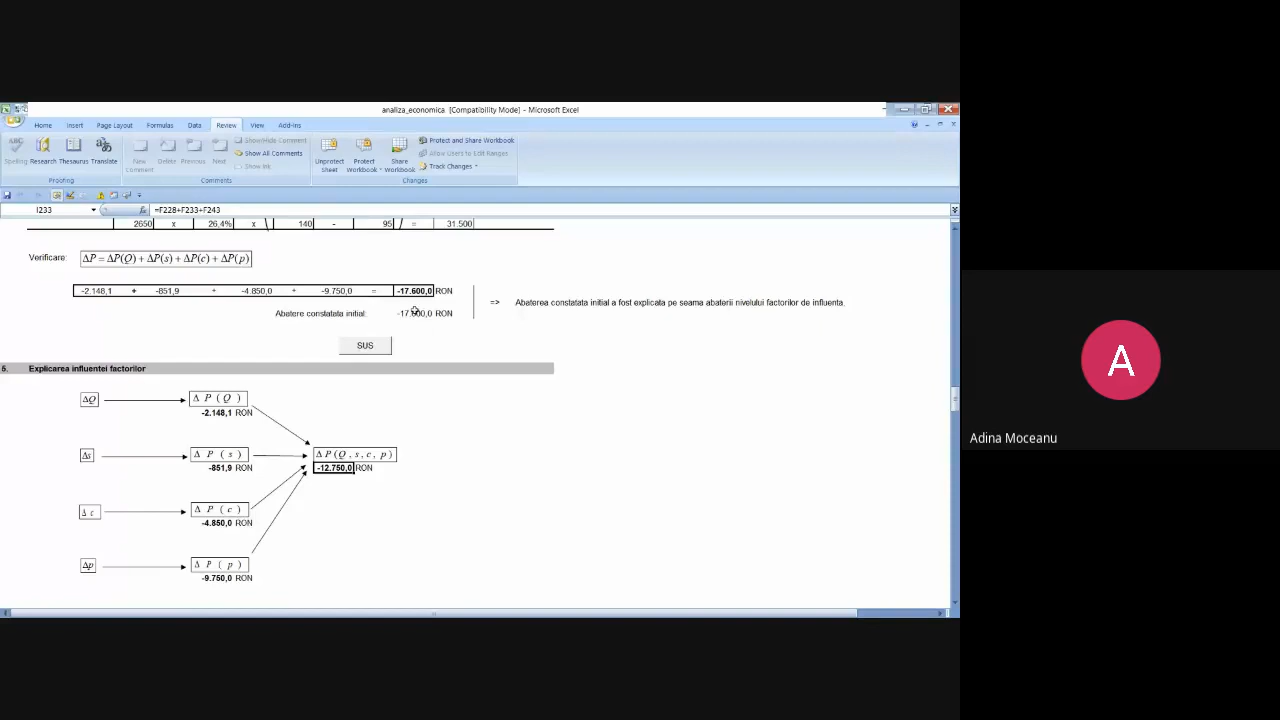 analiza_economica [Compatibility Mode] - Microsoft Excel
Home Insert Page Layout Formulas Data Review View Add-Ins
Spelling Research Thesaurus Translate
Proofing
New Comment Delete Previous Next
Show/Hide Comment
Show All Comments
Show Ink
Comments
Unprotect Sheet Protect Workbook Share Workbook
Protect and Share Workbook
Allow Users to Edit Ranges
Track Changes
Changes
I233 fx =F228+F233+F243
2650 x 26,4% x \ 140 - 95 / = 31.500
Verificare: ΔP = ΔP(Q) + ΔP(s) + ΔP(c) + ΔP(p)
-2.148,1 + -851,9 + -4.850,0 + -9.750,0 = -17.600,0 RON
=> Abaterea constatata initial a fost explicata pe seama abaterii nivelului factorilor de influenta.
Abatere constatata initial: -17.600,0 RON
SUS
5. Explicarea influentei factorilor
ΔQ Δ P ( Q )
-2.148,1 RON
Δs Δ P ( s ) Δ P ( Q , s , c , p )
-851,9 RON -12.750,0 RON
Δ c Δ P ( c )
-4.850,0 RON
Δp Δ P ( p )
-9.750,0 RON
A
Adina Moceanu